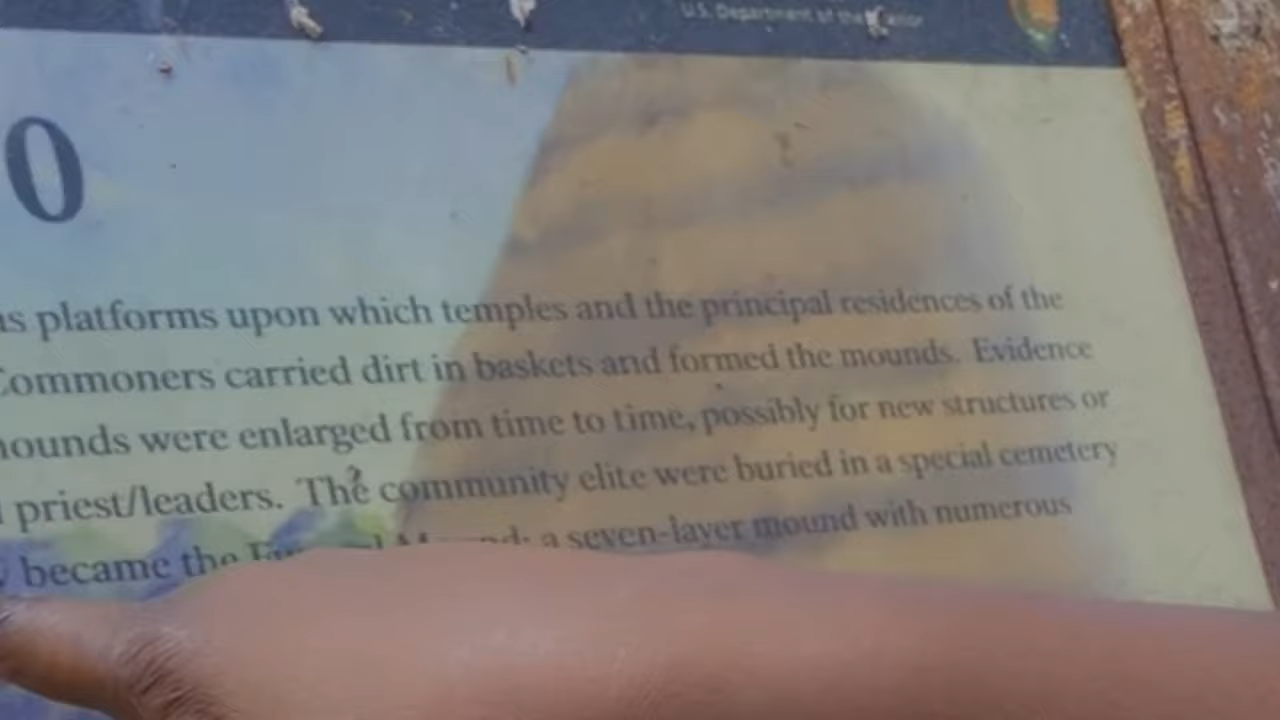 U.S. Department of the
0
as platforms upon which temples and the principal residences of the
Commoners carried dirt in baskets and formed the mounds. Evidence
mounds were enlarged from time to time, possibly for new structures or
priest/leaders. The community elite were buried in a special cemetery
became the a seven-layer mound with numerous